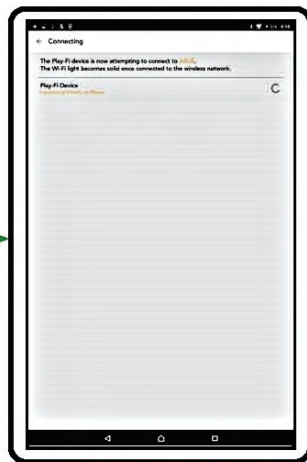 Connecting
The Play-Fi device is now attempting to connect to
The Wi-Fi light becomes solid once connected to the wireless network.
Play-Fi Device